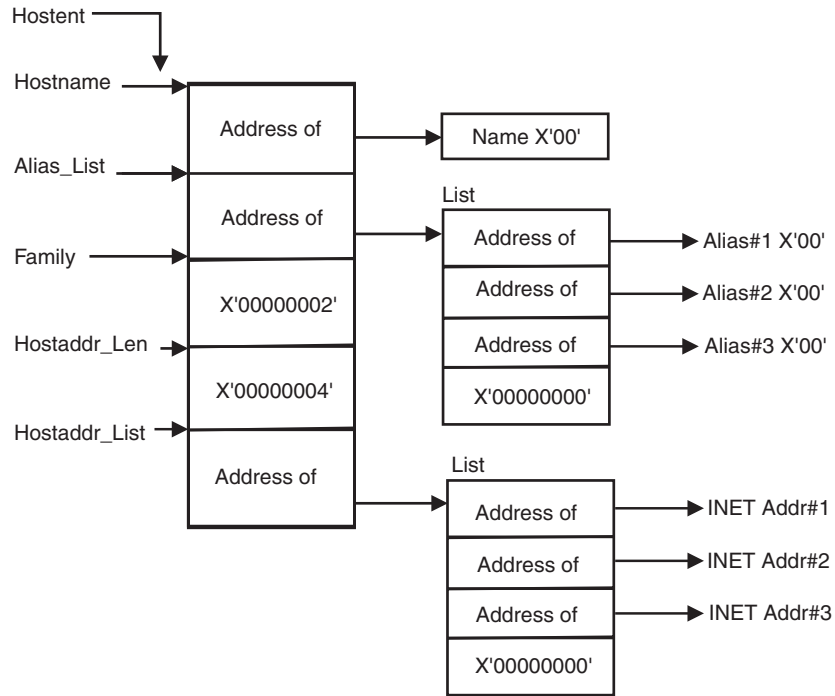 Hostent
Hostname
Address of
Name X'00'
Alias_List
List
Address of
Address of
Alias#1 X'00'
Family
Address of
Alias#2 X'00'
X'00000002'
Hostaddr_Len
Address of
Alias#3 X'00'
X'00000004'
X'00000000'
Hostaddr_List
List
Address of
Address of
INET Addr#1
Address of
INET Addr#2
Address of
INET Addr#3
X'00000000'